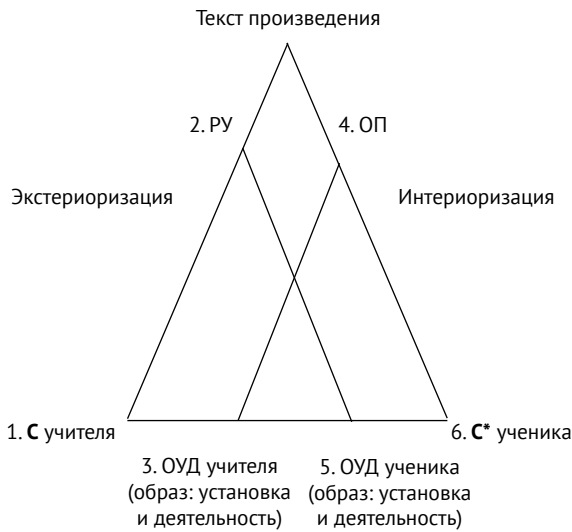 Текст произведения
2. РУ
4. ОП
Экстериоризация
Интериоризация
1. С учителя
6. С* ученика
3. ОУД учителя
(образ: установка
и деятельность)
5. ОУД ученика
(образ: установка
и деятельность)